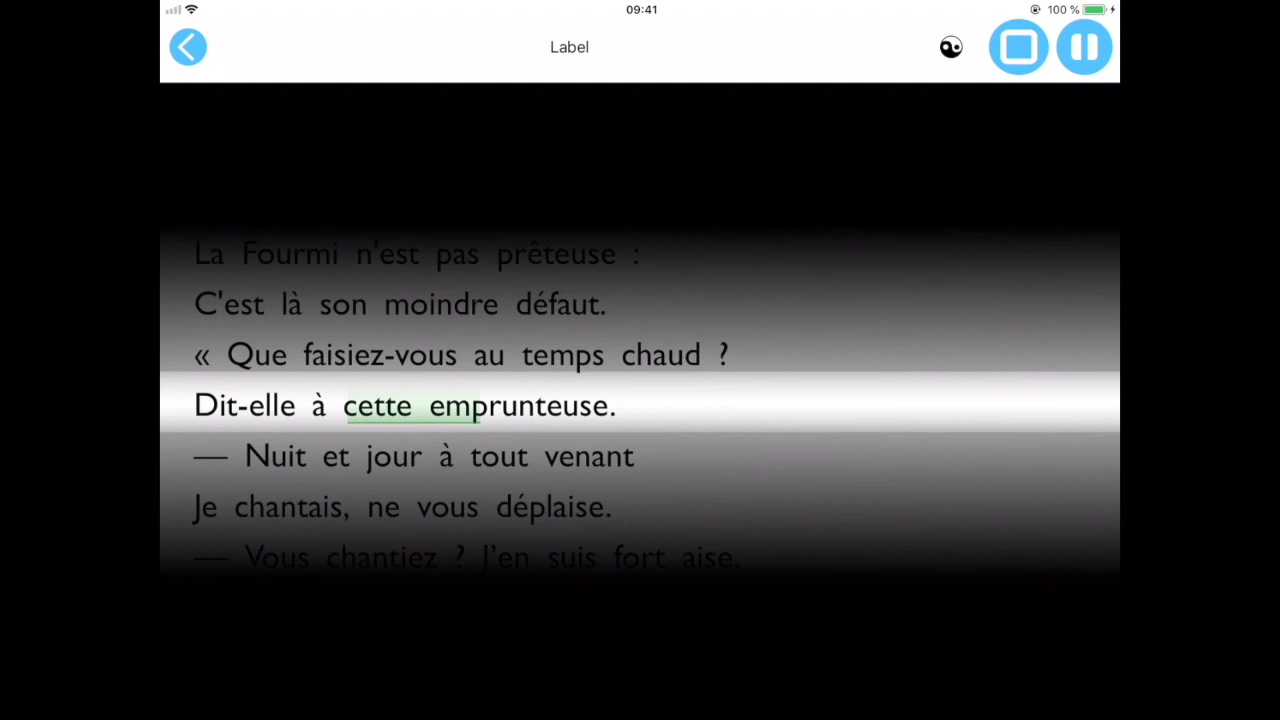 09:41
100 %
Label
La Fourmi n'est pas prêteuse :
C'est là son moindre défaut.
« Que faisiez-vous au temps chaud ?
Dit-elle à cette emprunteuse.
— Nuit et jour à tout venant
Je chantais, ne vous déplaise.
— Vous chantiez ? J’en suis fort aise.